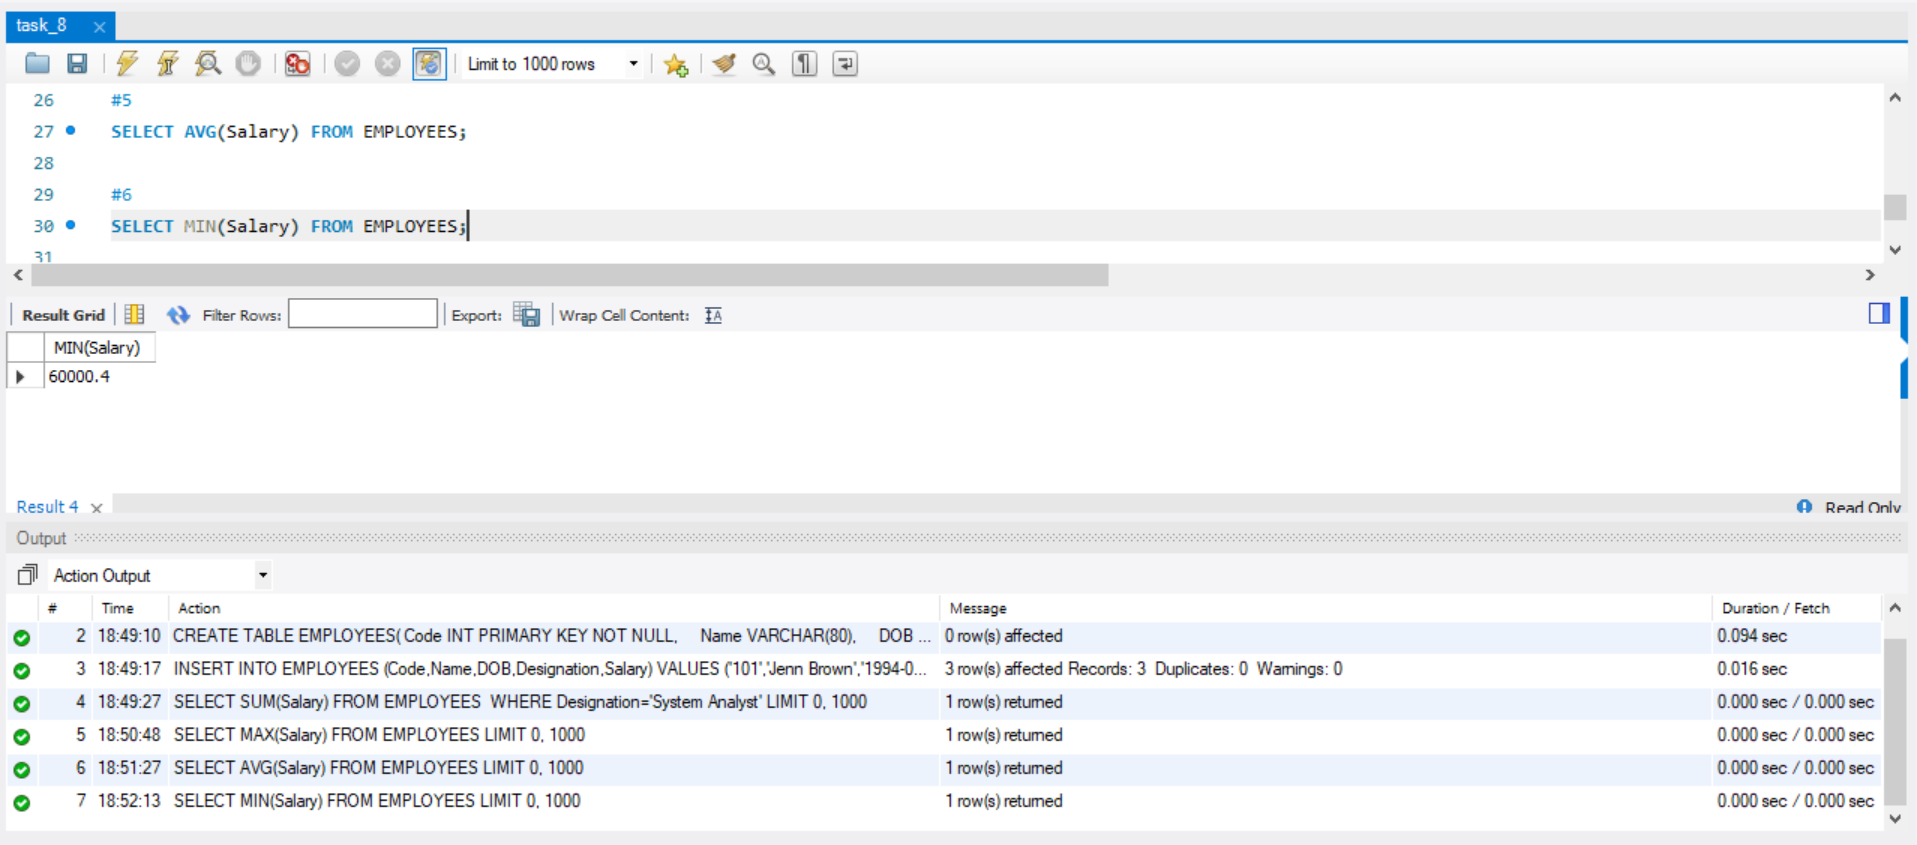 task_8 ×
Limit to 1000 rows
26 #5
27 SELECT AVG(Salary) FROM EMPLOYEES;
28
29 #6
30 SELECT MIN(Salary) FROM EMPLOYEES;
31
Result Grid Filter Rows: Export: Wrap Cell Content: IA
MIN(Salary)
60000.4
Result 4 × Read Only
Output
Action Output
# Time Action Message Duration / Fetch
2 18:49:10 CREATE TABLE EMPLOYEES( Code INT PRIMARY KEY NOT NULL, Name VARCHAR(80), DOB ... 0 row(s) affected 0.094 sec
3 18:49:17 INSERT INTO EMPLOYEES (Code,Name,DOB,Designation,Salary) VALUES ('101','Jenn Brown','1994-0... 3 row(s) affected Records: 3 Duplicates: 0 Warnings: 0 0.016 sec
4 18:49:27 SELECT SUM(Salary) FROM EMPLOYEES WHERE Designation='System Analyst' LIMIT 0, 1000 1 row(s) returned 0.000 sec / 0.000 sec
5 18:50:48 SELECT MAX(Salary) FROM EMPLOYEES LIMIT 0, 1000 1 row(s) returned 0.000 sec / 0.000 sec
6 18:51:27 SELECT AVG(Salary) FROM EMPLOYEES LIMIT 0, 1000 1 row(s) returned 0.000 sec / 0.000 sec
7 18:52:13 SELECT MIN(Salary) FROM EMPLOYEES LIMIT 0, 1000 1 row(s) returned 0.000 sec / 0.000 sec